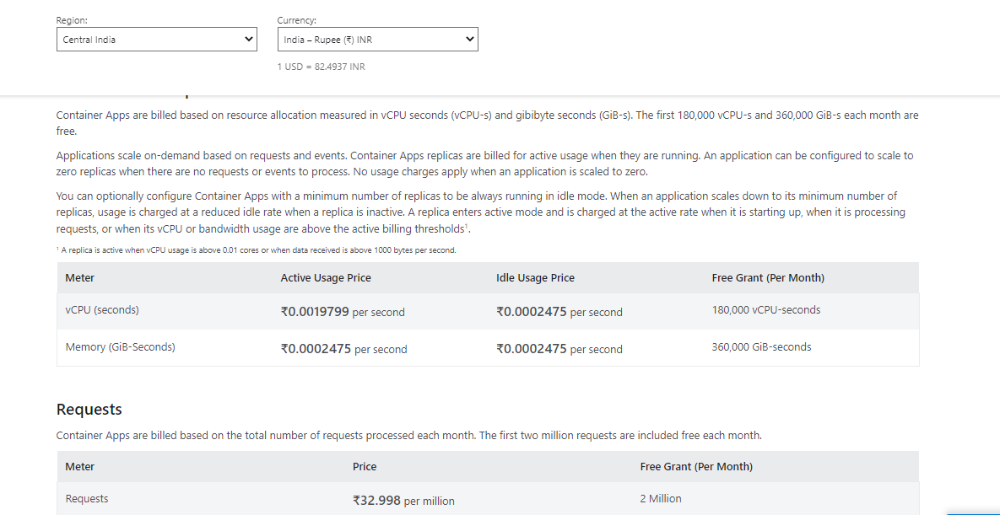 Region:
Currency:
Central India
India – Rupee (₹) INR
1 USD = 82.4937 INR
Container Apps are billed based on resource allocation measured in vCPU seconds (vCPU-s) and gibibyte seconds (GiB-s). The first 180,000 vCPU-s and 360,000 GiB-s each month are
free.
Applications scale on-demand based on requests and events. Container Apps replicas are billed for active usage when they are running. An application can be configured to scale to
zero replicas when there are no requests or events to process. No usage charges apply when an application is scaled to zero.
You can optionally configure Container Apps with a minimum number of replicas to be always running in idle mode. When an application scales down to its minimum number of
replicas, usage is charged at a reduced idle rate when a replica is inactive. A replica enters active mode and is charged at the active rate when it is starting up, when it is processing
requests, or when its vCPU or bandwidth usage are above the active billing thresholds¹.
¹ A replica is active when vCPU usage is above 0.01 cores or when data received is above 1000 bytes per second.
Meter Active Usage Price Idle Usage Price Free Grant (Per Month)
vCPU (seconds) ₹0.0019799 per second ₹0.0002475 per second 180,000 vCPU-seconds
Memory (GiB-Seconds) ₹0.0002475 per second ₹0.0002475 per second 360,000 GiB-seconds
Requests
Container Apps are billed based on the total number of requests processed each month. The first two million requests are included free each month.
Meter Price Free Grant (Per Month)
Requests ₹32.998 per million 2 Million